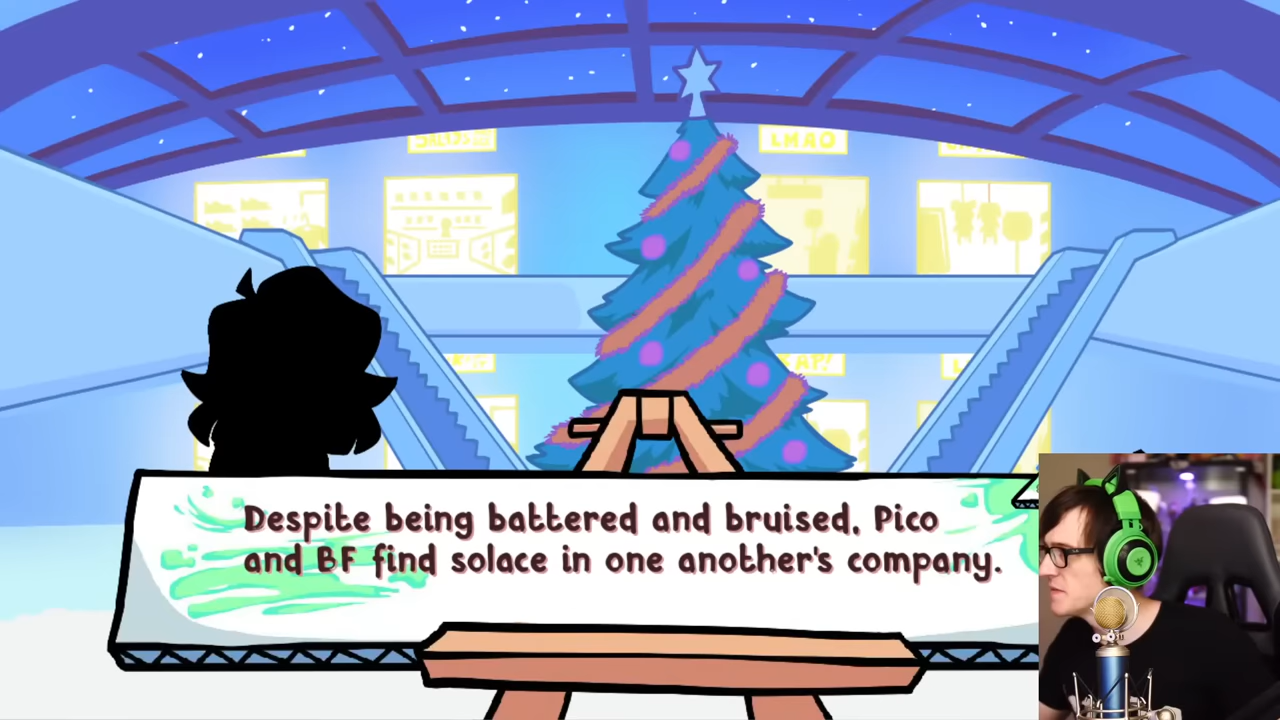 LMAO
Despite being battered and bruised, Pico
and BF find solace in one another's company.